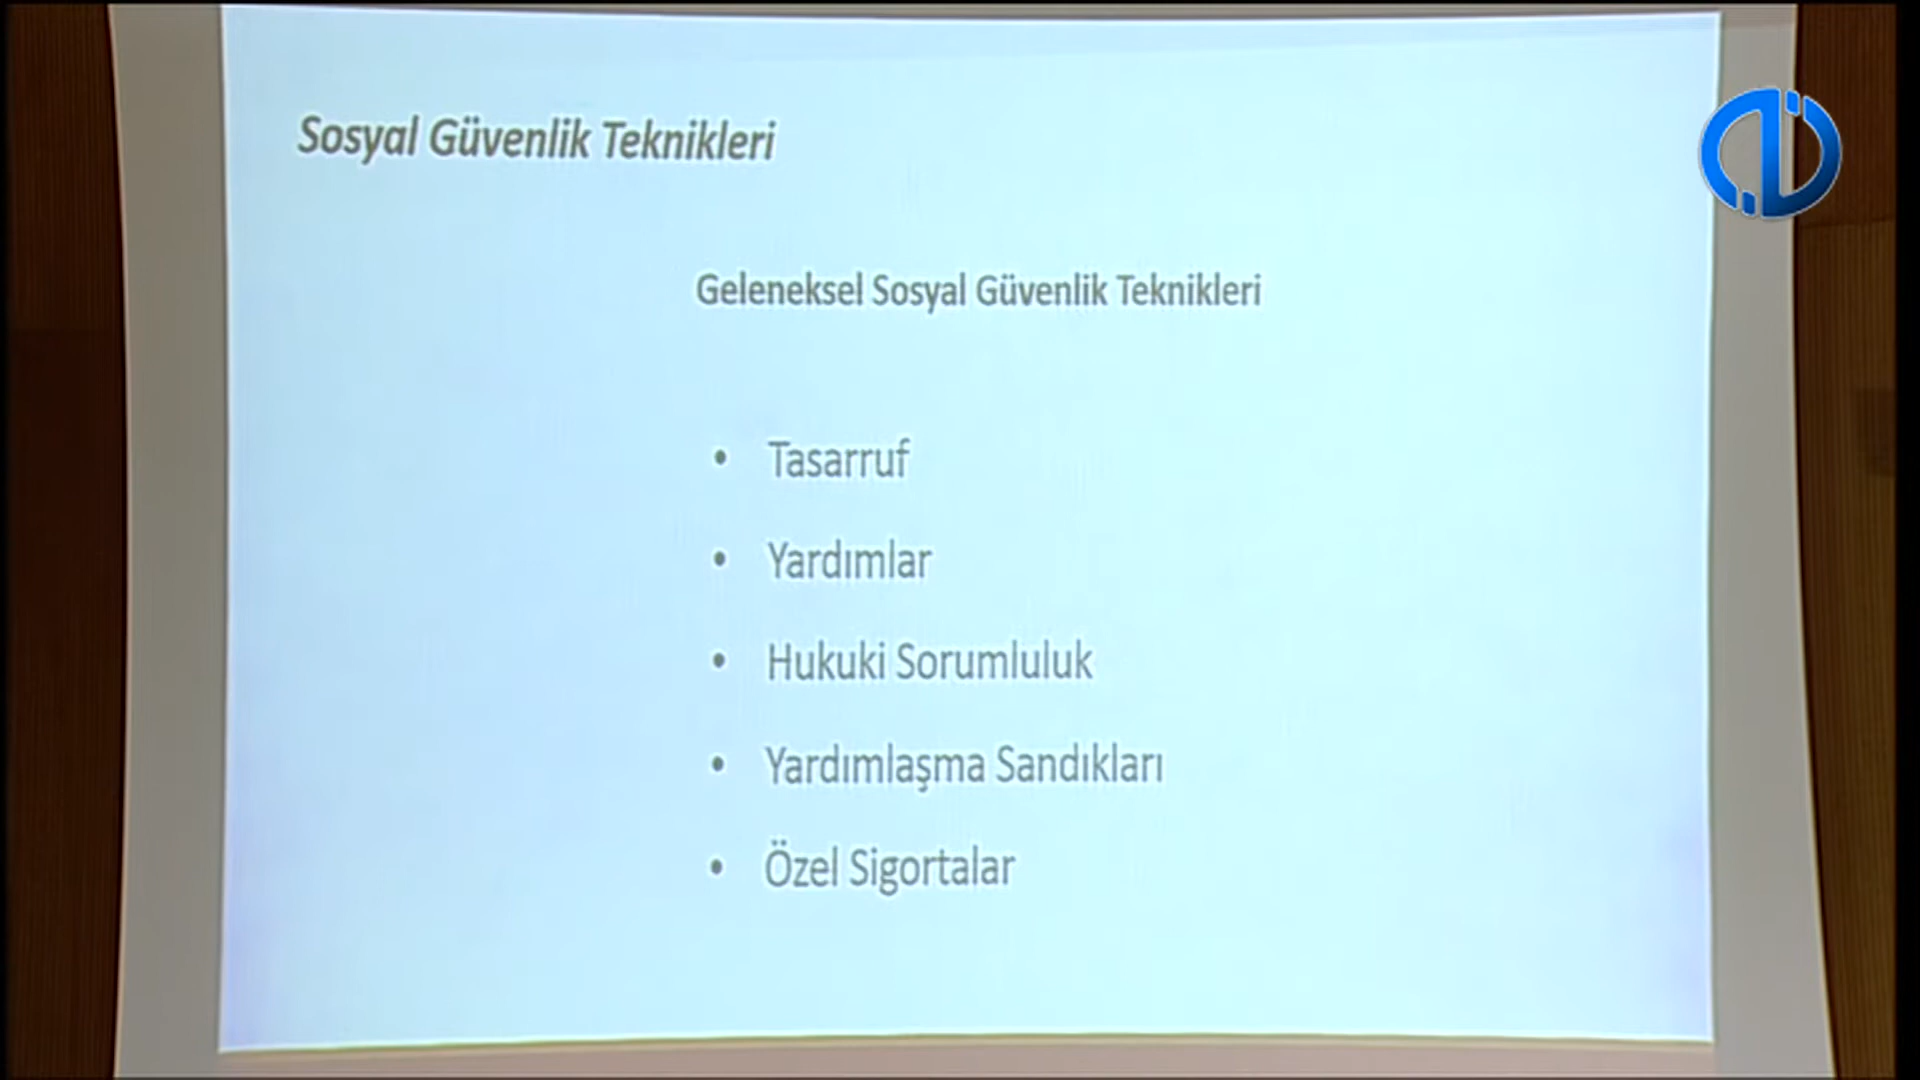 Sosyal Güvenlik Teknikleri
Geleneksel Sosyal Güvenlik Teknikleri
• Tasarruf
• Yardımlar
• Hukuki Sorumluluk
• Yardımlaşma Sandıkları
• Özel Sigortalar